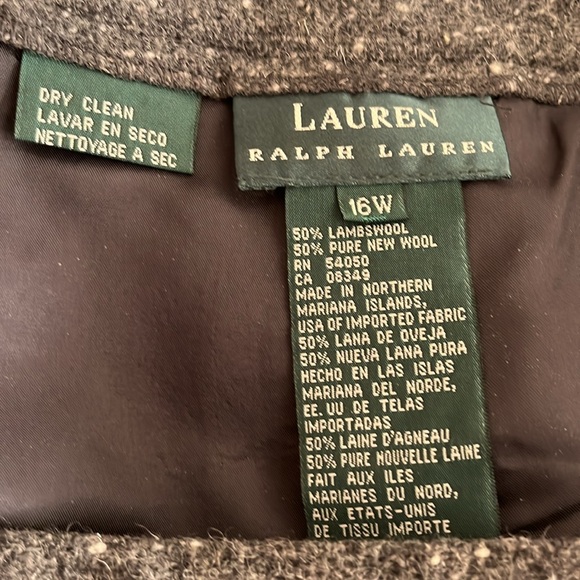 DRY CLEAN
LAVAR EN SECO
NETTOYAGE A SEC
LAUREN
RALPH LAUREN
16W
50% LAMBSWOOL
50% PURE NEW WOOL
RN 54050
CA 08349
MADE IN NORTHERN
MARIANA ISLANDS,
USA OF IMPORTED FABRIC
50% LANA DE OVEJA
50% NUEVA LANA PURA
HECHO EN LAS ISLAS
MARIANA DEL NORDE,
EE. UU DE TELAS
IMPORTADAS
50% LAINE D'AGNEAU
50% PURE NOUVELLE LAINE
FAIT AUX ILES
MARIANES DU NORD,
AUX ETATS-UNIS
DE TISSU IMPORTE